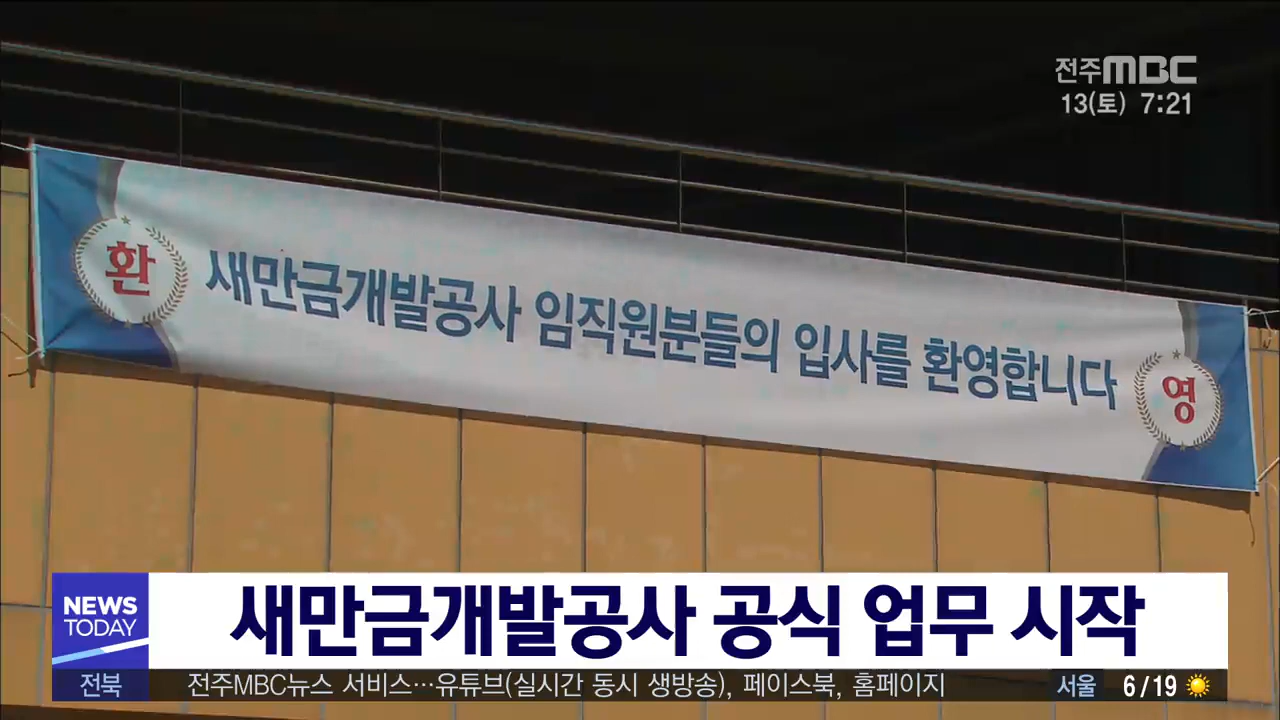 전주MBC
13(토) 7:21
환 새만금개발공사 임직원분들의 입사를 환영합니다 영
NEWS
TODAY
새만금개발공사 공식 업무 시작
전북 전주MBC뉴스 서비스…유튜브(실시간 동시 생방송), 페이스북, 홈페이지 서울 6/19